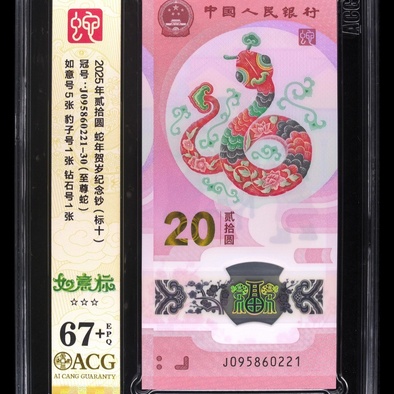 蛇
2025年贰拾圆 蛇年贺岁纪念钞(标十)
冠号:J095860221-30(至尊蛇)
如意号5张 豹子号1张 钻石号1张
如意标
☆☆☆
67+EPQ
ACG
AI CANG GUARANTY
中国人民银行
蛇
20 贰拾圆
福
J095860221
ACG